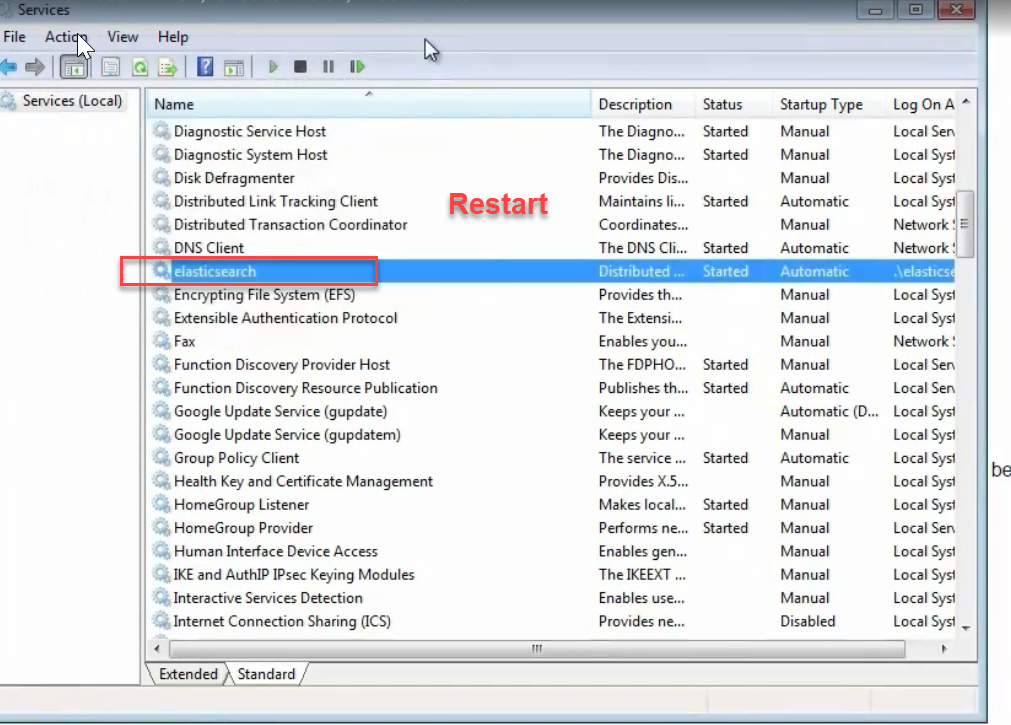 Services
File Action View Help
Services (Local)
Name Description Status Startup Type Log On A
Diagnostic Service Host The Diagno... Started Manual Local Serv
Diagnostic System Host The Diagno... Started Manual Local Syst
Disk Defragmenter Provides Dis... Manual Local Syst
Distributed Link Tracking Client Maintains li... Started Automatic Local Syst
Restart
Distributed Transaction Coordinator Coordinates... Manual Network S
DNS Client The DNS Cli... Started Automatic Network S
elasticsearch Distributed ... Started Automatic .\elasticse
Encrypting File System (EFS) Provides th... Manual Local Syst
Extensible Authentication Protocol The Extensi... Manual Local Syst
Fax Enables you... Manual Network S
Function Discovery Provider Host The FDPHO... Started Manual Local Serv
Function Discovery Resource Publication Publishes th... Started Automatic Local Serv
Google Update Service (gupdate) Keeps your ... Automatic (D... Local Syst
Google Update Service (gupdatem) Keeps your ... Manual Local Syst
Group Policy Client The service ... Started Automatic Local Syst
Health Key and Certificate Management Provides X.5... Manual Local Syst
HomeGroup Listener Makes local... Started Manual Local Syst
HomeGroup Provider Performs ne... Started Manual Local Serv
be
Human Interface Device Access Enables gen... Manual Local Syst
IKE and AuthIP IPsec Keying Modules The IKEEXT ... Manual Local Syst
Interactive Services Detection Enables use... Manual Local Syst
Internet Connection Sharing (ICS) Provides ne... Disabled Local Syst
Extended Standard